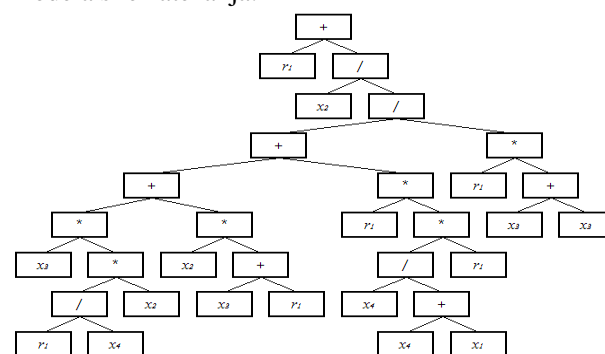 +
r₁ /
x₂ /
+ *
+ * r₁ +
* * r₁ * x₃ x₃
x₃ * x₂ + / r₁
/ x₂ x₃ r₁ x₄ +
r₁ x₄ x₄ x₁